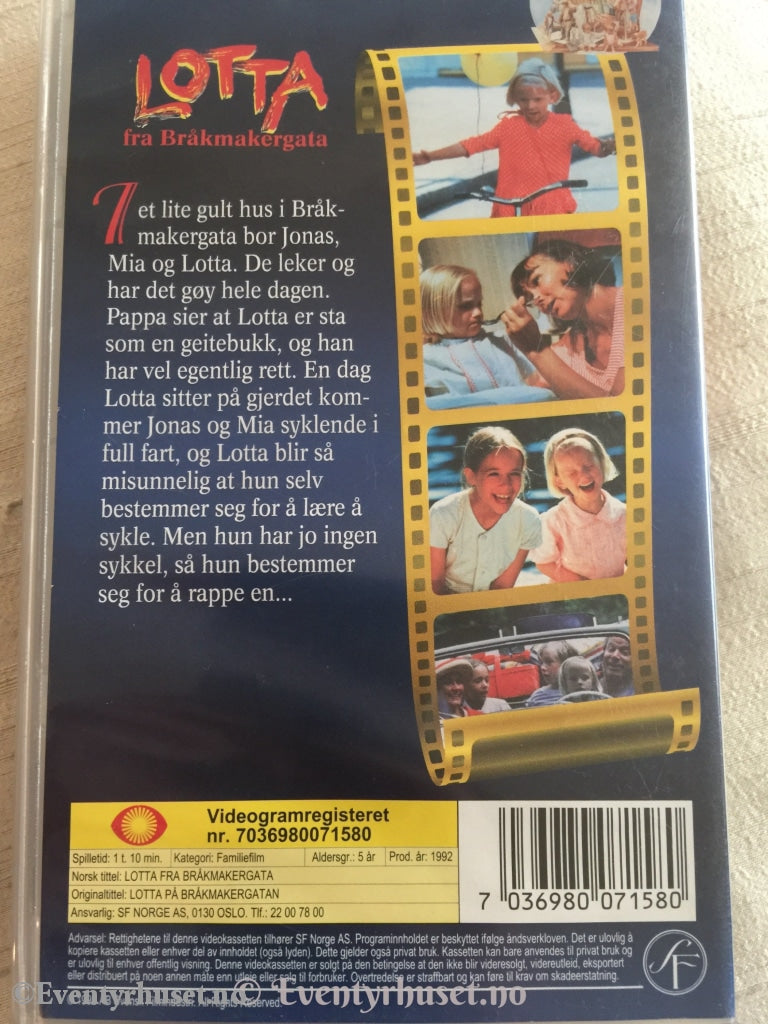 LOTTA
fra Bråkmakergata
I et lite gult hus i Bråk-
makergata bor Jonas,
Mia og Lotta. De leker og
har det gøy hele dagen.
Pappa sier at Lotta er sta
som en geitebukk, og han
har vel egentlig rett. En dag
Lotta sitter på gjerdet kom-
mer Jonas og Mia syklende i
full fart, og Lotta blir så
misunnelig at hun selv
bestemmer seg for å lære å
sykle. Men hun har jo ingen
sykkel, så hun bestemmer
seg for å rappe en...
Videogramregisteret
nr. 7036980071580
Spilletid: 1 t. 10 min. Kategori: Familiefilm Aldersgr.: 5 år Prod. år: 1992
Norsk tittel: LOTTA FRA BRÅKMAKERGATA
Originaltittel: LOTTA PÅ BRÅKMAKERGATAN
Ansvarlig: SF NORGE AS, 0130 OSLO. Tlf.: 22 00 78 00
7 036980 071580
Advarsel: Rettighetene til denne videokassetten tilhører SF Norge AS. Programinnholdet er beskyttet ifølge åndsverkloven. Det er ulovlig å
kopiere kassetten eller enhver del av innholdet (også lyden). Dette gjelder også privat bruk. Kassetten kan bare anvendes til privat bruk og
er ulovlig til enhver offentlig visning. Denne videokassetten er solgt på den betingelse at den ikke blir videresolgt, videreutleid, eksportert
eller distribuert på noen annen måte enn utleie eller salg til forbruker. Overtredelse er straffbart og kan føre til krav om skadeerstatning.
SF
All Rights Reserved
©Eventyrhuset.no © Eventyrhuset.no